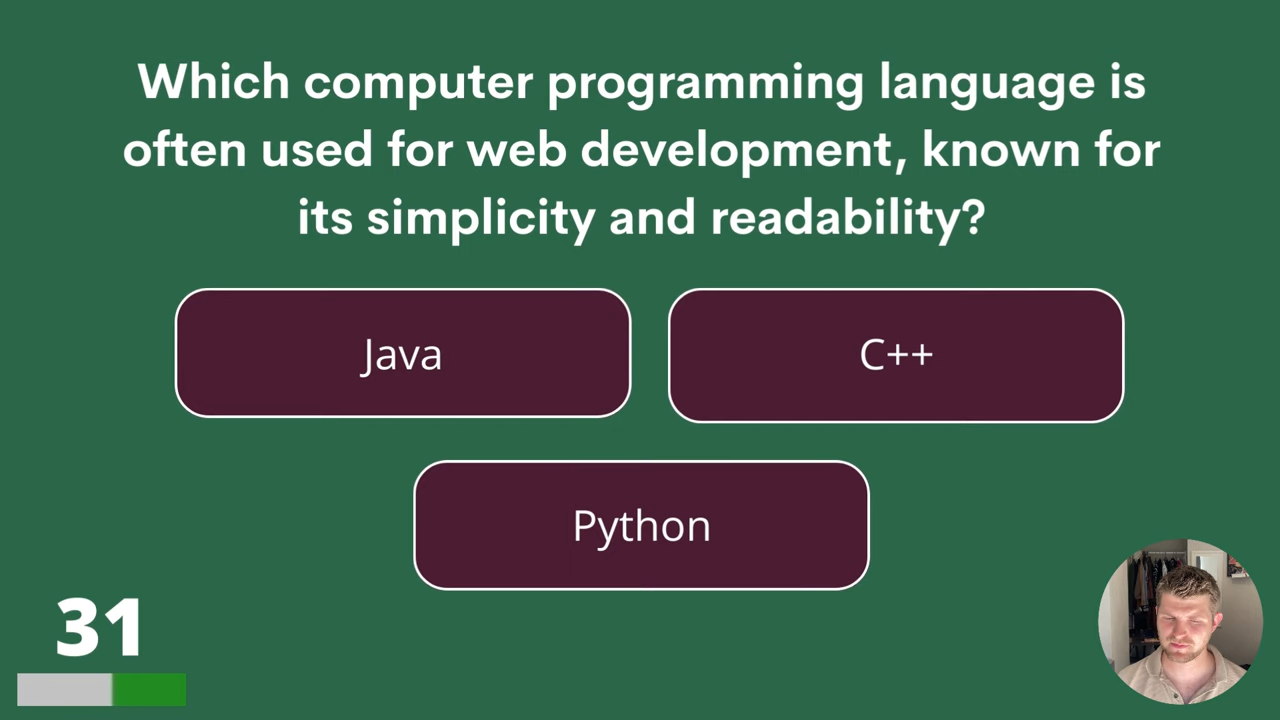 Which computer programming language is
often used for web development, known for
its simplicity and readability?
Java
C++
Python
31